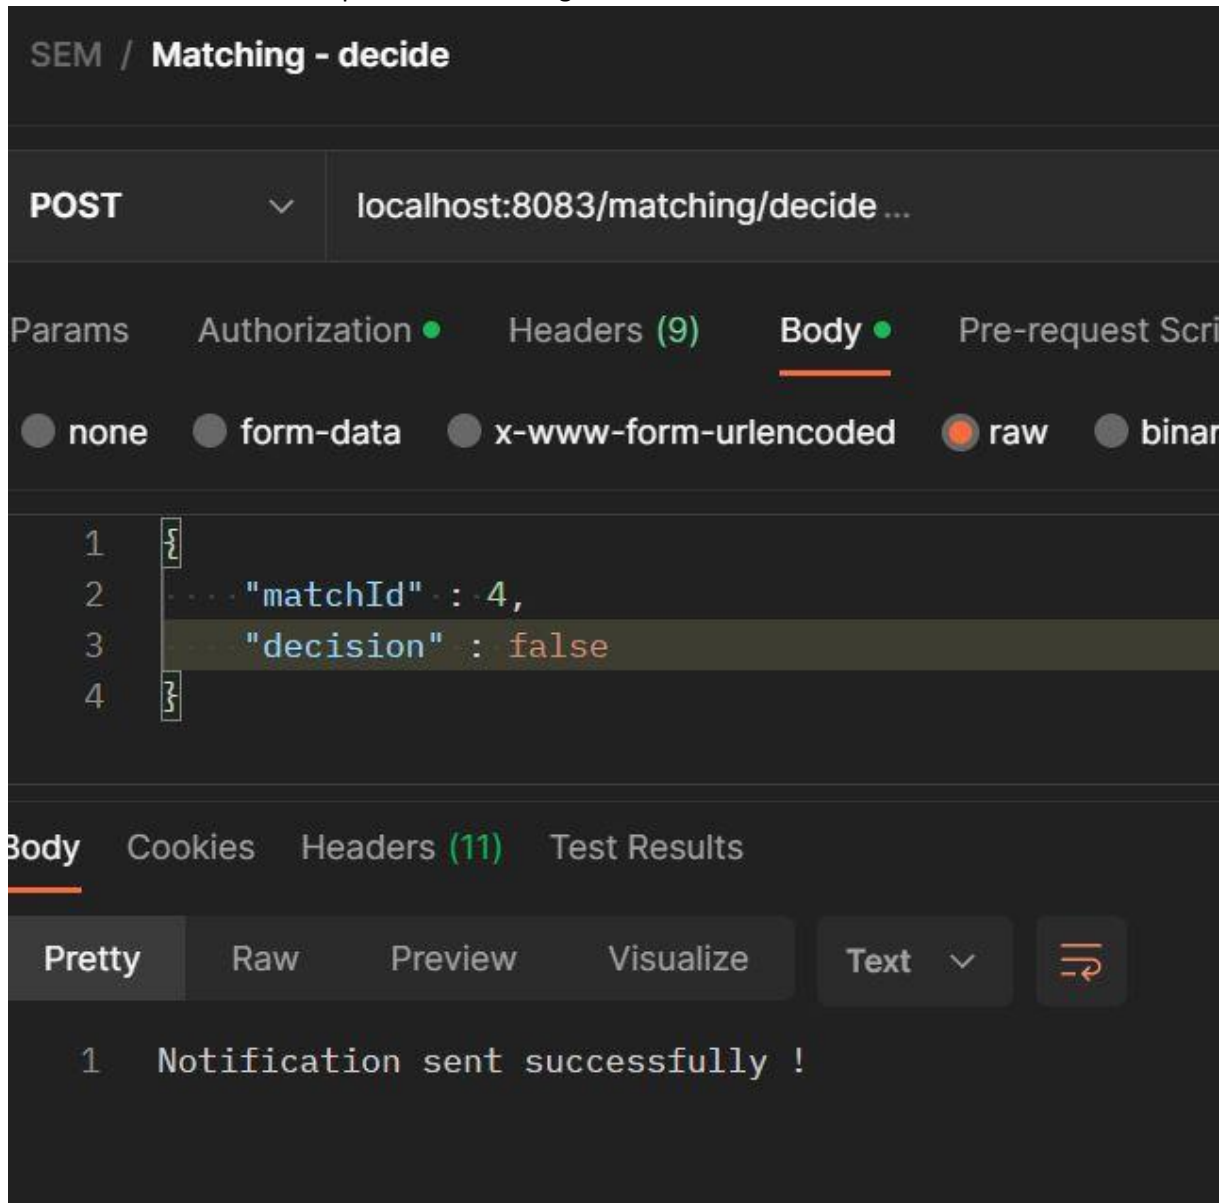 SEM / Matching - decide
POST localhost:8083/matching/decide ...
Params Authorization Headers (9) Body Pre-request Scri
none form-data x-www-form-urlencoded raw binar
1 {
2 "matchId" : 4,
3 "decision" : false
4 }
Body Cookies Headers (11) Test Results
Pretty Raw Preview Visualize Text
1 Notification sent successfully !